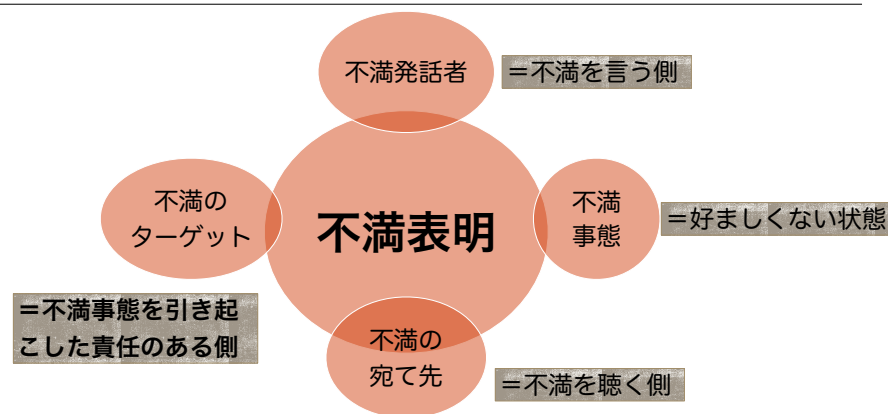 不満発話者
＝不満を言う側
不満の
ターゲット
不満表明
不満
事態
＝好ましくない状態
＝不満事態を引き起
こした責任のある側
不満の
宛て先
＝不満を聴く側